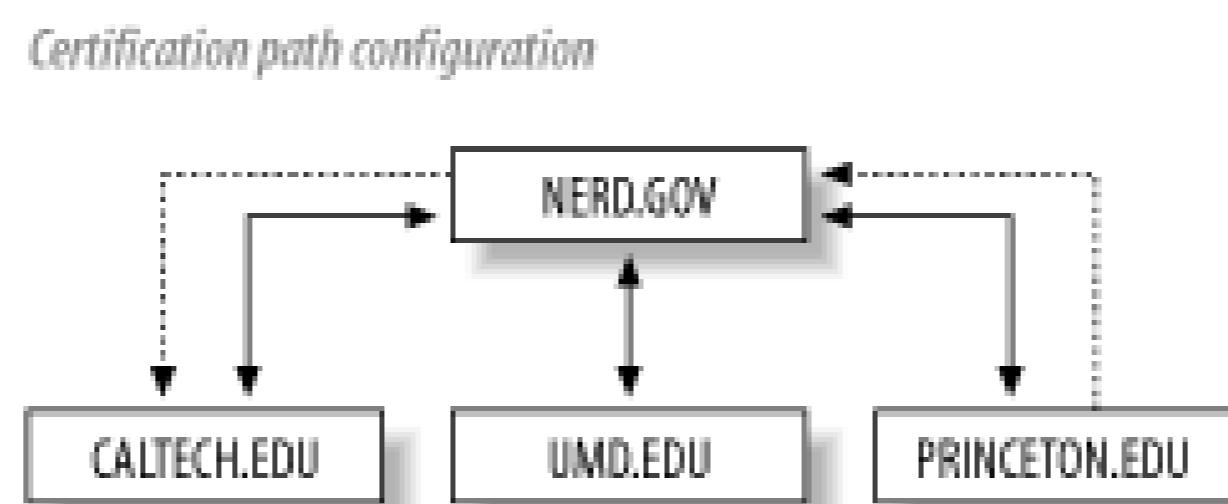 Certification path configuration
NERD.GOV
CALTECH.EDU
UMD.EDU
PRINCETON.EDU